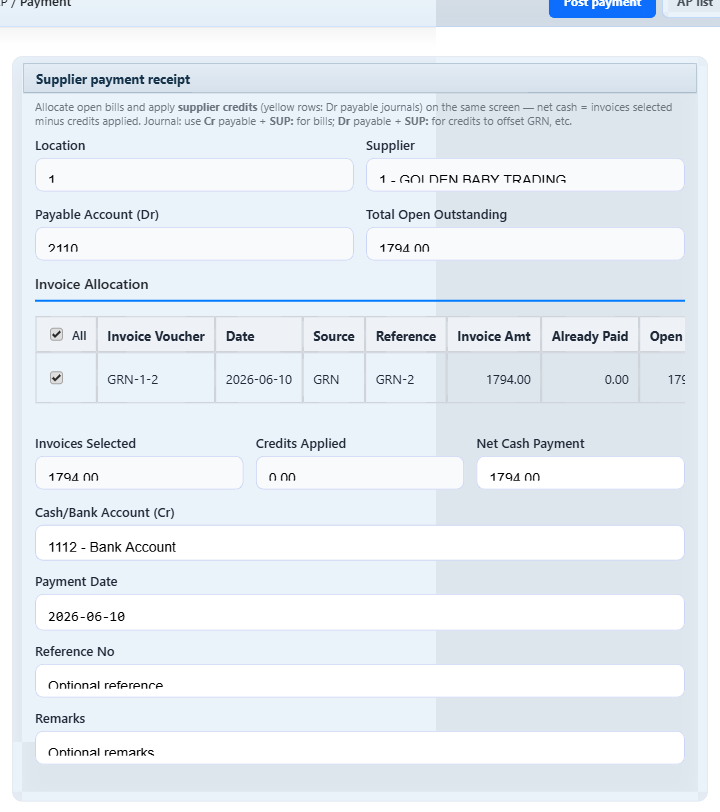 P / Payment
Post payment
AP list
Supplier payment receipt
Allocate open bills and apply supplier credits (yellow rows: Dr payable journals) on the same screen — net cash = invoices selected
minus credits applied. Journal: use Cr payable + SUP: for bills; Dr payable + SUP: for credits to offset GRN, etc.
Location
Supplier
1
1 - GOLDEN BABY TRADING
Payable Account (Dr)
Total Open Outstanding
2110
1794.00
Invoice Allocation
All
Invoice Voucher
Date
Source
Reference
Invoice Amt
Already Paid
Open
GRN-1-2
2026-06-10
GRN
GRN-2
1794.00
0.00
179
Invoices Selected
Credits Applied
Net Cash Payment
1794.00
0.00
1794.00
Cash/Bank Account (Cr)
1112 - Bank Account
Payment Date
2026-06-10
Reference No
Optional reference
Remarks
Optional remarks